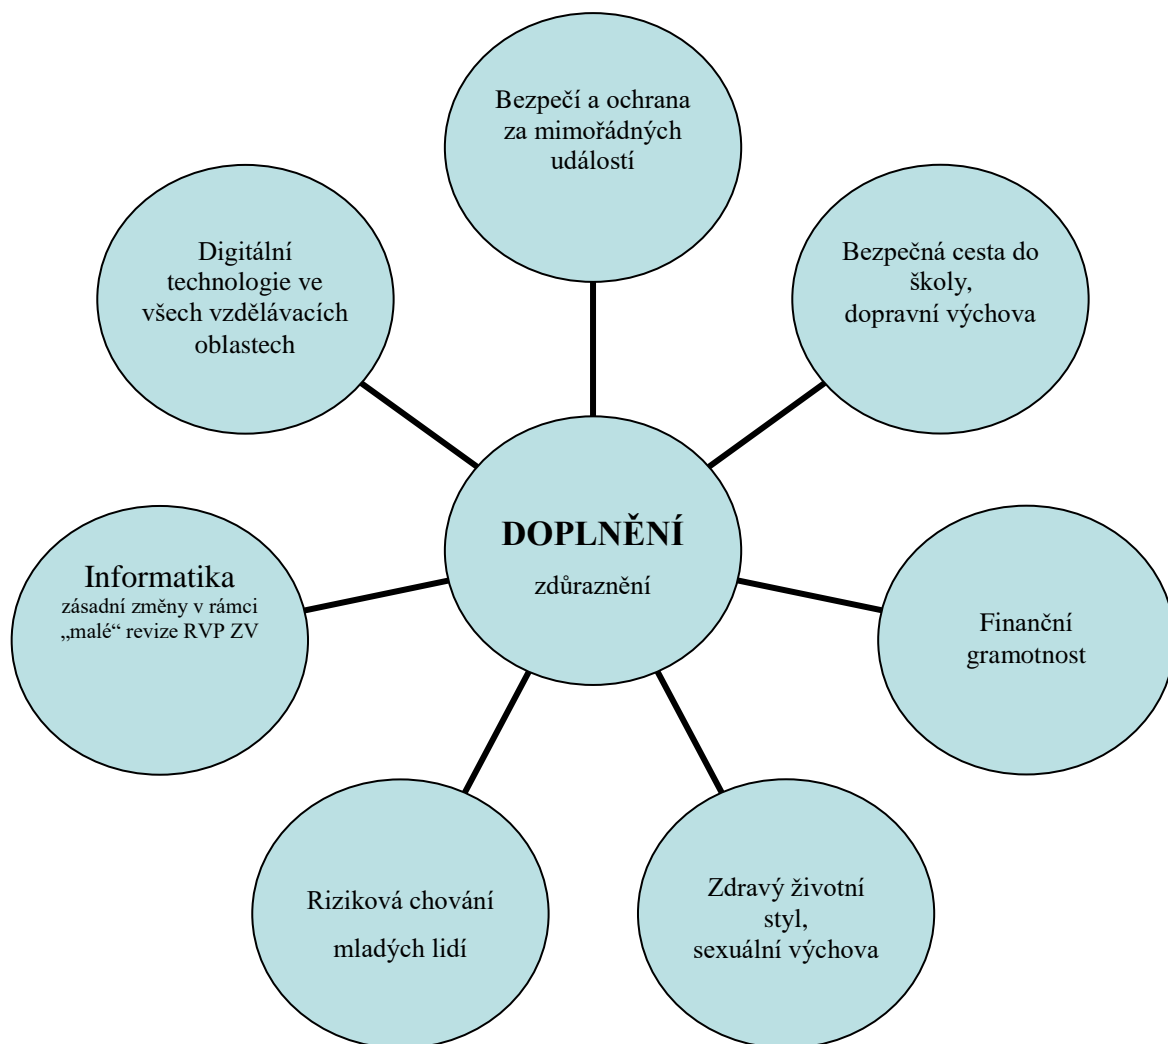 Bezpečí a ochrana
za mimořádných
událostí
Digitální
technologie ve
všech vzdělávacích
oblastech
Bezpečná cesta do
školy,
dopravní výchova
DOPLNĚNÍ
zdůraznění
Informatika
zásadní změny v rámci
„malé“ revize RVP ZV
Finanční
gramotnost
Riziková chování
mladých lidí
Zdravý životní
styl,
sexuální výchova